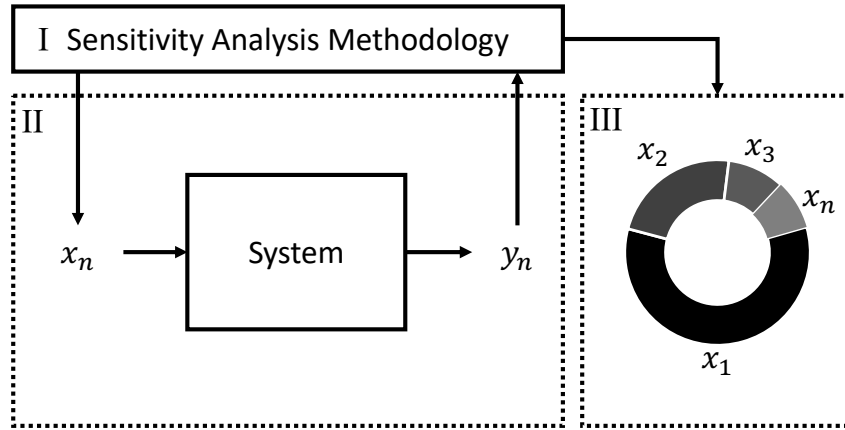 I Sensitivity Analysis Methodology
II
III
x₂
x₃
xₙ
xₙ
System
yₙ
x₁